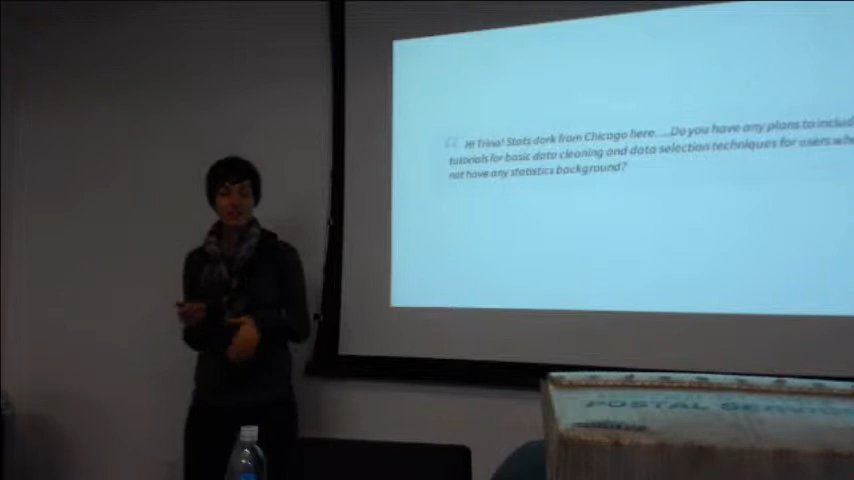 “ Hi Trina! Stats dork from Chicago here....Do you have any plans to includ
tutorials for basic data cleaning and data selection techniques for users wh
not have any statistics background?
POSTAL SERVIC